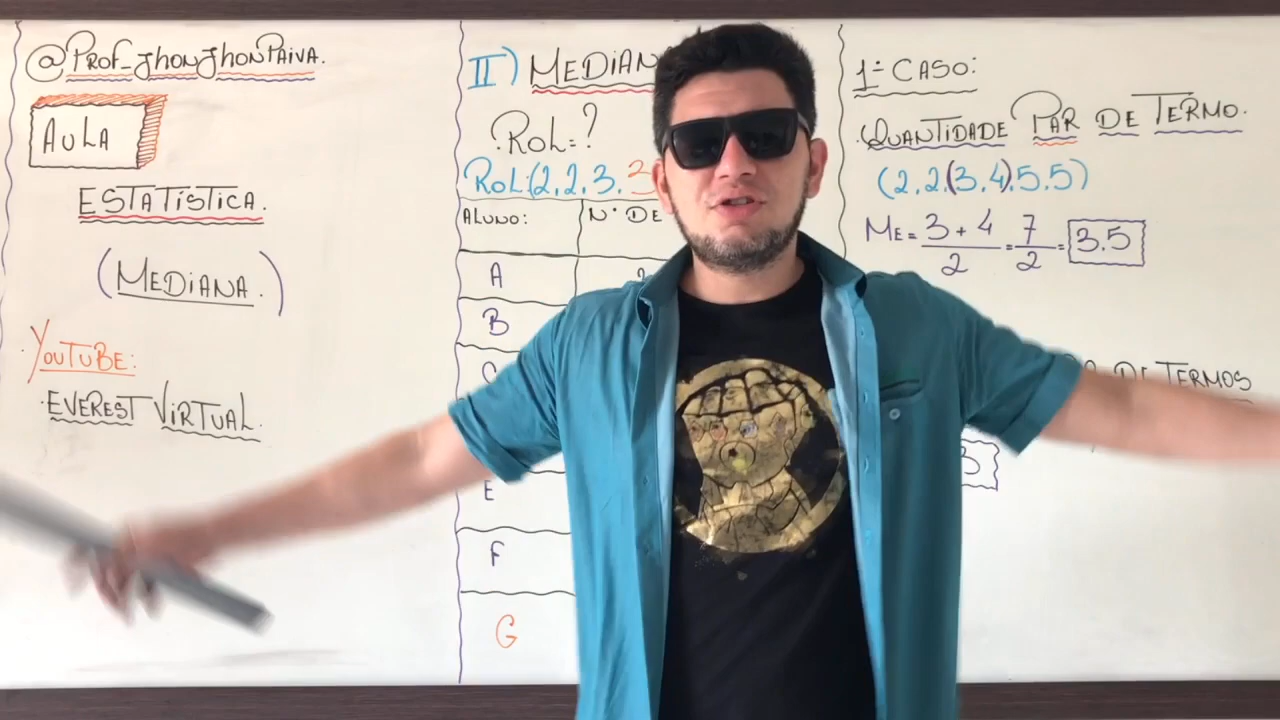 @Prof_JhonJhonPaiva.
AULA
ESTATÍSTICA.
(MEDIANA.)
YOUTUBE:
EVEREST VIRTUAL.
II) MEDIAN
ROL=?
ROL:(2.2.3.3
ALUNO: N° DE
A
B
E
F
G
1º CASO:
QUANTIDADE PAR DE TERMO.
(2.2.(3.4).5.5)
ME=3+4/2=7/2=3.5
DE TERMOS